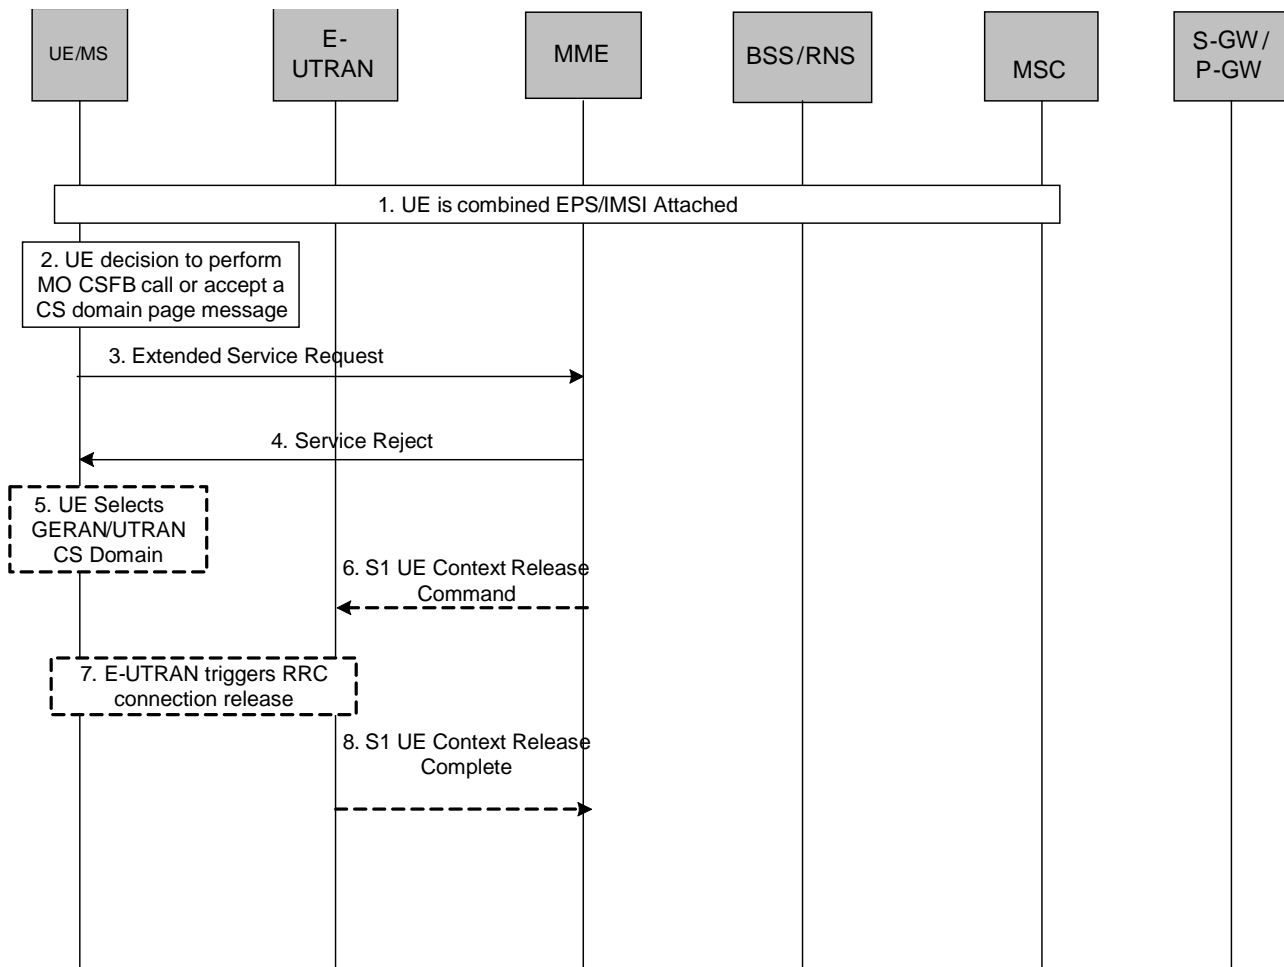 UE/MS
E-
UTRAN
MME
BSS/RNS
MSC
S-GW/
P-GW
1. UE is combined EPS/IMSI Attached
2. UE decision to perform
MO CSFB call or accept a
CS domain page message
3. Extended Service Request
4. Service Reject
5. UE Selects
GERAN/UTRAN
CS Domain
6. S1 UE Context Release
Command
7. E-UTRAN triggers RRC
connection release
8. S1 UE Context Release
Complete